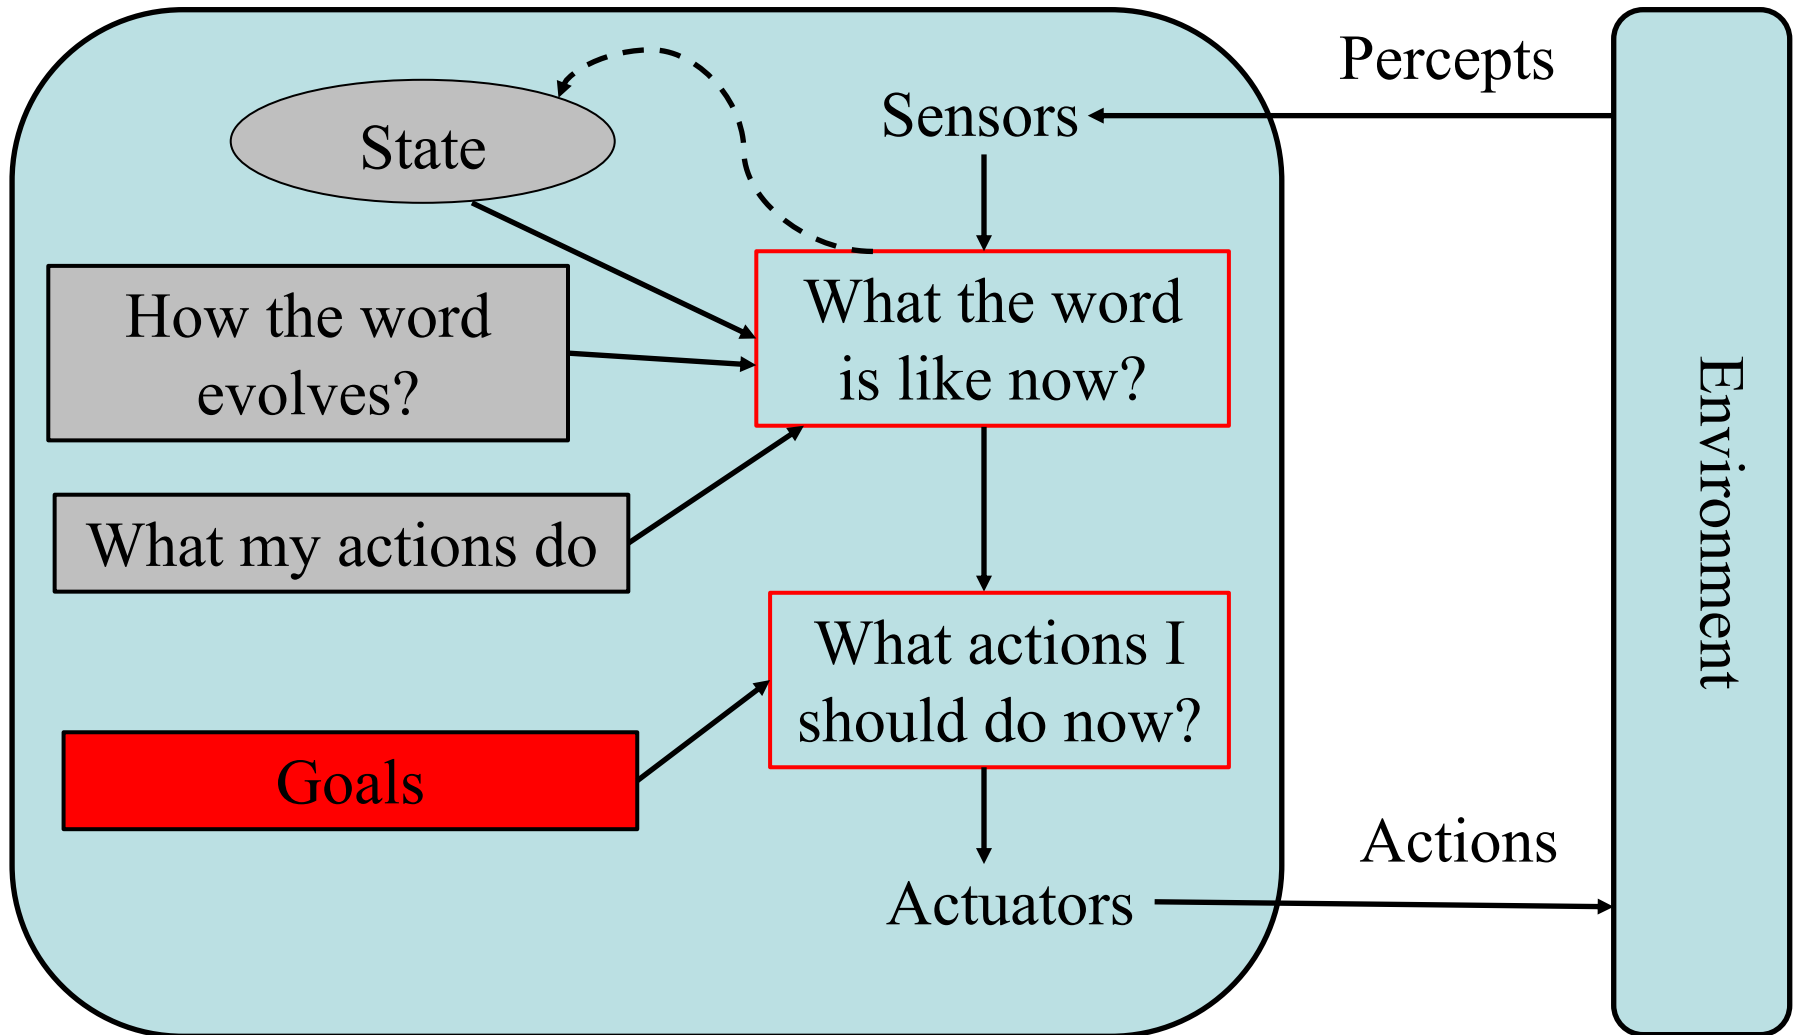 Percepts
Sensors
State
What the word
is like now?
How the word
evolves?
What my actions do
Environment
What actions I
should do now?
Goals
Actions
Actuators